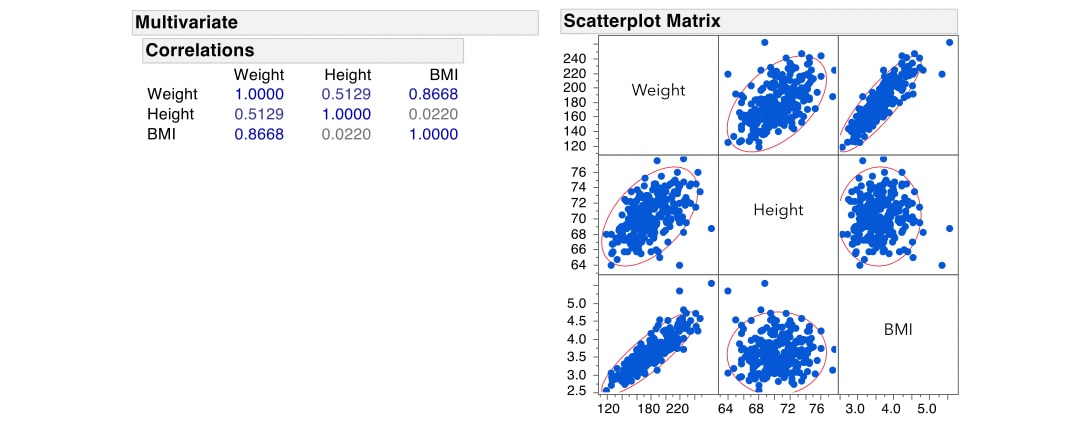 Multivariate
Correlations
Weight Height BMI
Weight 1.0000 0.5129 0.8668
Height 0.5129 1.0000 0.0220
BMI 0.8668 0.0220 1.0000
Scatterplot Matrix
240
220
200
180
160
140
120
Weight
76
74
72
70
68
66
64
Height
5.0
4.5
4.0
3.5
3.0
2.5
BMI
120 180 220 64 68 72 76 3.0 4.0 5.0